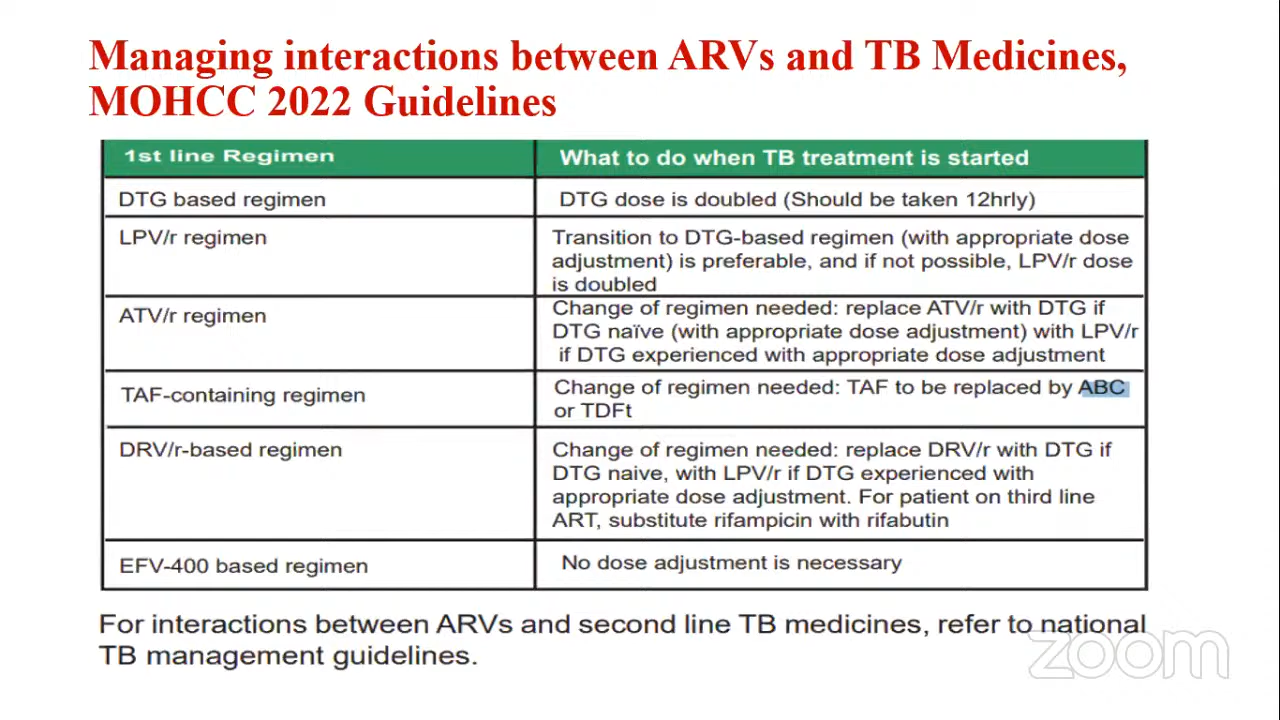 Managing interactions between ARVs and TB Medicines,
MOHCC 2022 Guidelines
1st line Regimen
What to do when TB treatment is started
DTG based regimen
DTG dose is doubled (Should be taken 12hrly)
LPV/r regimen
Transition to DTG-based regimen (with appropriate dose
adjustment) is preferable, and if not possible, LPV/r dose
is doubled
ATV/r regimen
Change of regimen needed: replace ATV/r with DTG if
DTG naïve (with appropriate dose adjustment) with LPV/r
if DTG experienced with appropriate dose adjustment
TAF-containing regimen
Change of regimen needed: TAF to be replaced by ABC
or TDFt
DRV/r-based regimen
Change of regimen needed: replace DRV/r with DTG if
DTG naive, with LPV/r if DTG experienced with
appropriate dose adjustment. For patient on third line
ART, substitute rifampicin with rifabutin
EFV-400 based regimen
No dose adjustment is necessary
For interactions between ARVs and second line TB medicines, refer to national
TB management guidelines.
zoom